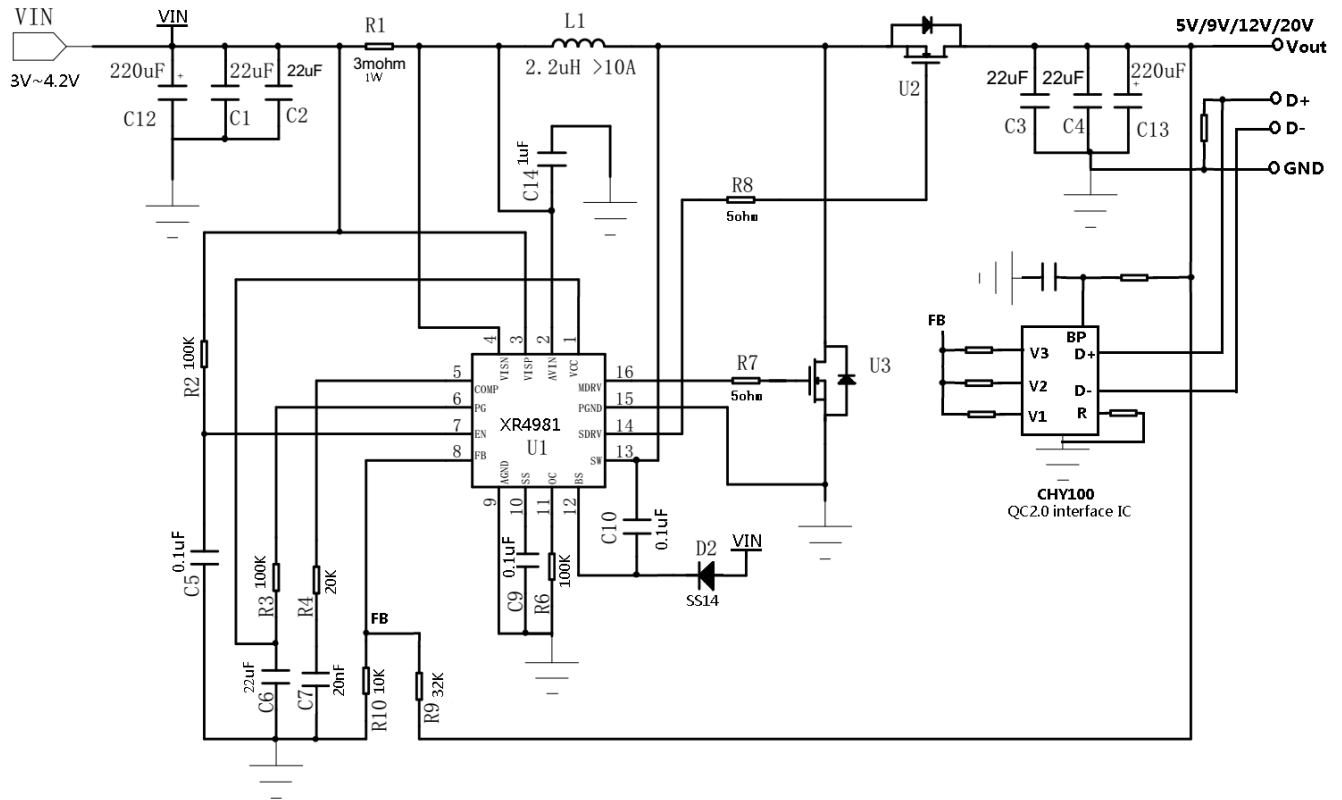 VIN
3V~4.2V
VIN
220uF
+
C12
22uF
C1
22uF
C2
R1
3mohm
1W
L1
2.2uH >10A
U2
5V/9V/12V/20V
Vout
22uF
C3
22uF
C4
220uF
+
C13
D+
D-
GND
1uF
C14
R8
5ohm
R2
100K
4
3
2
1
VISN
VISP
AVIN
VCC
5
COMP
6
PG
7
EN
8
FB
XR4981
U1
16
MDRV
15
PGND
14
SDRV
13
SW
AGND
SS
OC
BS
9
10
11
12
R7
5ohm
U3
FB
BP
V3
V2
V1
D+
D-
R
CHY100
QC2.0 interface IC
0.1uF
C5
R3
100K
R4
20K
22uF
C6
C7
20nF
FB
R10
10K
R9
32K
0.1uF
C9
R6
100K
C10
0.1uF
D2
SS14
VIN